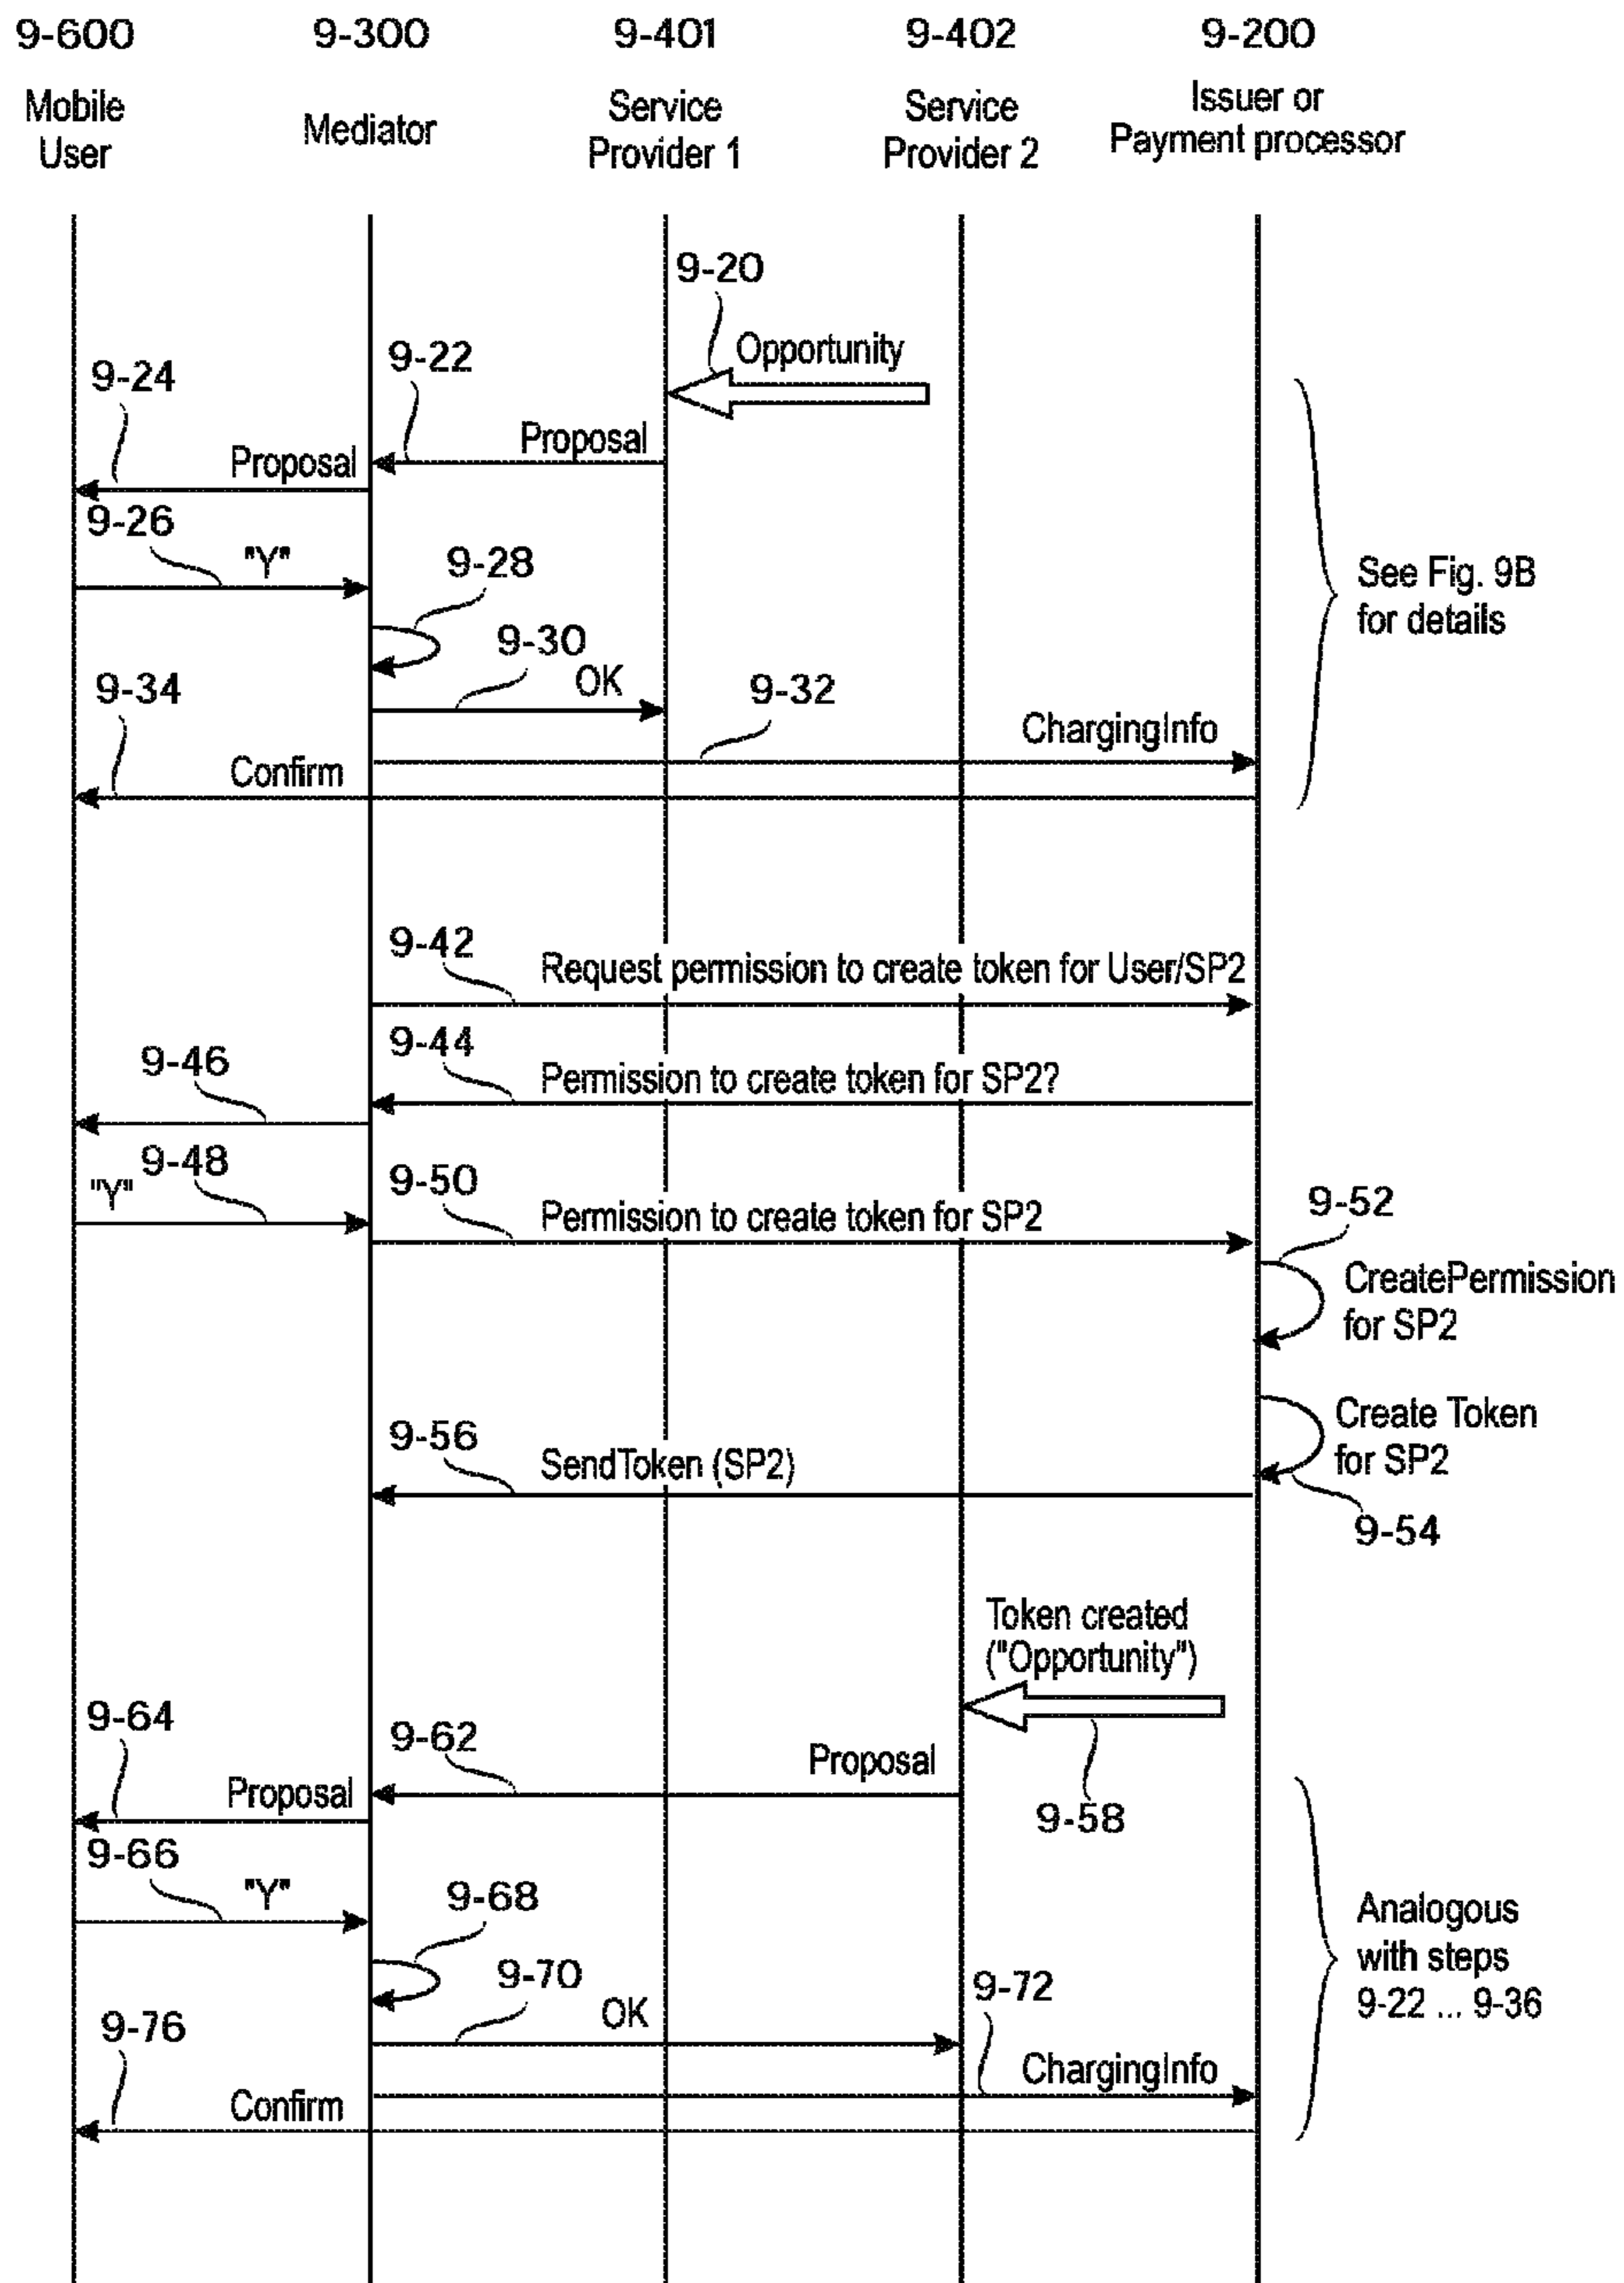 9-600 9-300 9-401 9-402 9-200
Mobile
User
Mediator
Service
Provider 1
Service
Provider 2
Issuer or
Payment processor
9-20
Opportunity
9-22
9-24
Proposal
Proposal
9-26
"Y"
9-28
9-30
OK
9-32
9-34
ChargingInfo
Confirm
See Fig. 9B
for details
9-42
Request permission to create token for User/SP2
9-44
Permission to create token for SP2?
9-46
9-48
"Y"
9-50
Permission to create token for SP2
9-52
CreatePermission
for SP2
Create Token
for SP2
9-54
9-56
SendToken (SP2)
Token created
("Opportunity")
9-58
9-62
Proposal
9-64
Proposal
9-66
"Y"
9-68
9-70
OK
9-72
ChargingInfo
9-76
Confirm
Analogous
with steps
9-22 ... 9-36